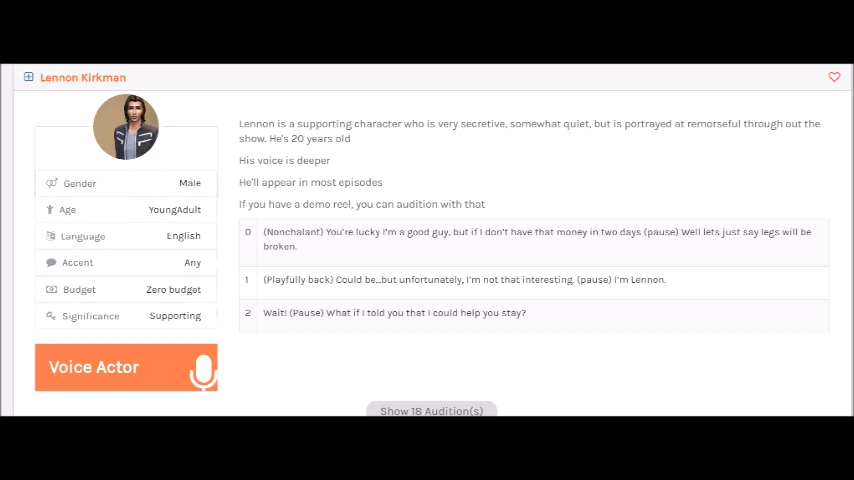 Lennon Kirkman
Lennon is a supporting character who is very secretive, somewhat quiet, but is portrayed at remorseful through out the
show. He's 20 years old
His voice is deeper
He'll appear in most episodes
If you have a demo reel, you can audition with that
Gender Male
Age YoungAdult
Language English
Accent Any
Budget Zero budget
Significance Supporting
Voice Actor
0 (Nonchalant) You're lucky I'm a good guy, but if I don't have that money in two days (pause) Well lets just say legs will be
broken.
1 (Playfully back) Could be...but unfortunately, I'm not that interesting. (pause) I'm Lennon.
2 Wait! (Pause) What if I told you that I could help you stay?
Show 18 Audition(s)